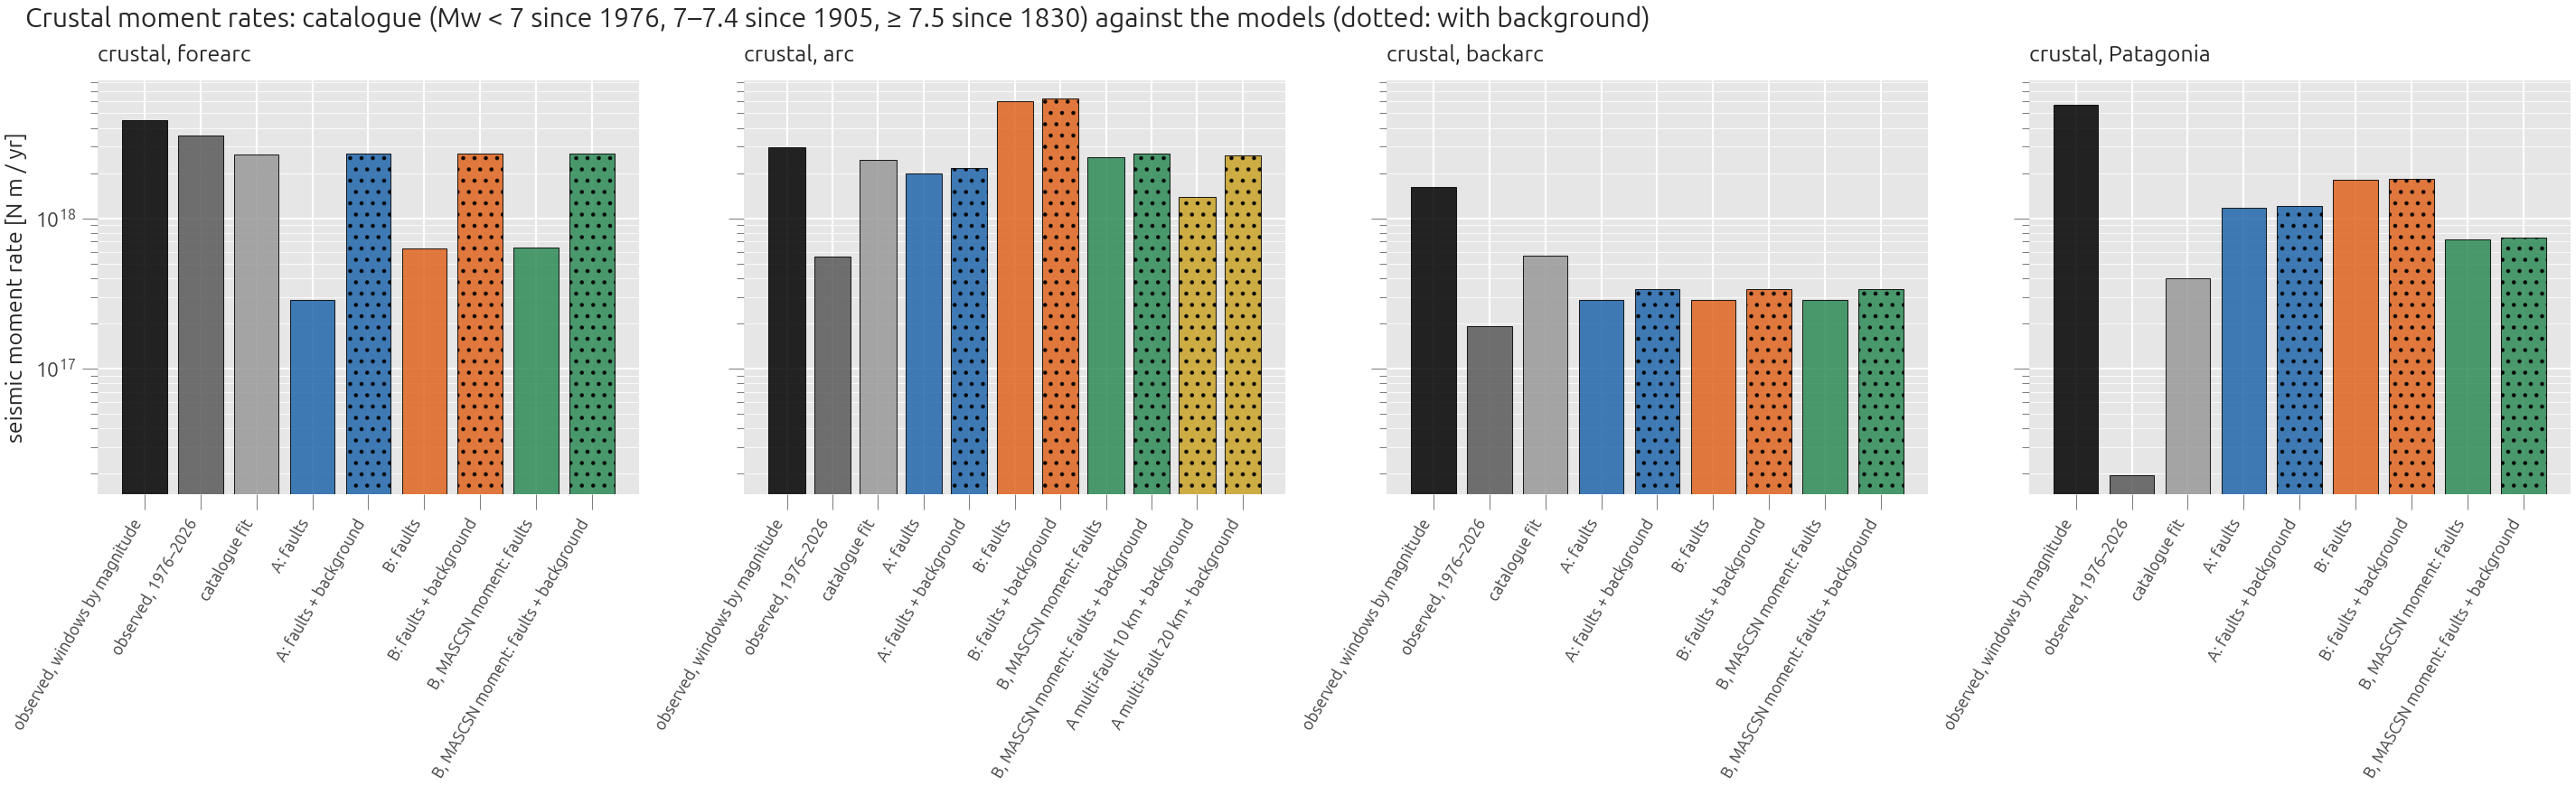 Crustal moment rates: catalogue (Mw < 7 since 1976, 7–7.4 since 1905, ≥ 7.5 since 1830) against the models (dotted: with background)
crustal, forearc
crustal, arc
crustal, backarc
crustal, Patagonia
seismic moment rate [N m / yr]
10^18
10^17
observed, windows by magnitude
observed, 1976–2026
catalogue fit
A: faults
A: faults + background
B: faults
B: faults + background
B, MASCSN moment: faults
B, MASCSN moment: faults + background
observed, windows by magnitude
observed, 1976–2026
catalogue fit
A: faults
A: faults + background
B: faults
B: faults + background
B, MASCSN moment: faults
B, MASCSN moment: faults + background
A multi-fault 10 km + background
A multi-fault 20 km + background
observed, windows by magnitude
observed, 1976–2026
catalogue fit
A: faults
A: faults + background
B: faults
B: faults + background
B, MASCSN moment: faults
B, MASCSN moment: faults + background
observed, windows by magnitude
observed, 1976–2026
catalogue fit
A: faults
A: faults + background
B: faults
B: faults + background
B, MASCSN moment: faults
B, MASCSN moment: faults + background